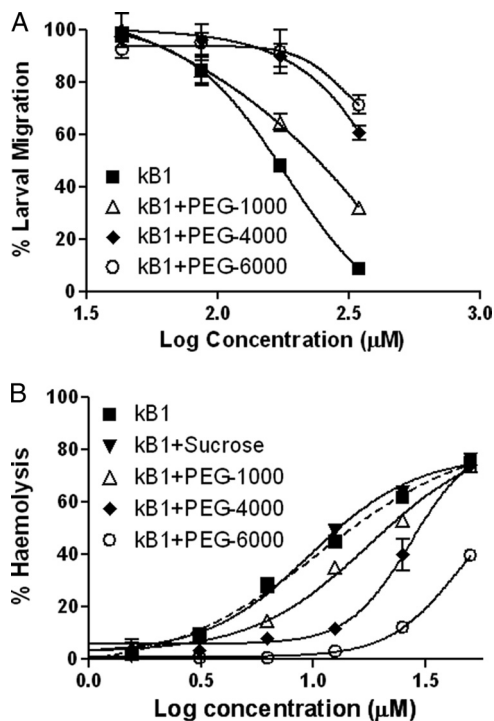 A
% Larval Migration
100
80
60
40
20
0
kB1
kB1+PEG-1000
kB1+PEG-4000
kB1+PEG-6000
1.5 2.0 2.5 3.0
Log Concentration (µM)
B
% Haemolysis
100
80
60
40
20
0
kB1
kB1+Sucrose
kB1+PEG-1000
kB1+PEG-4000
kB1+PEG-6000
0.0 0.5 1.0 1.5
Log concentration (µM)